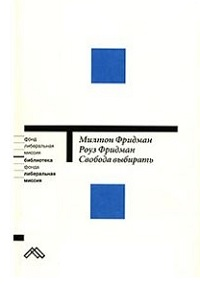 фонд
либеральная
миссия
библиотека
фонда
либеральная
миссия
Милтон Фридман
Роуз Фридман
Свобода выбирать